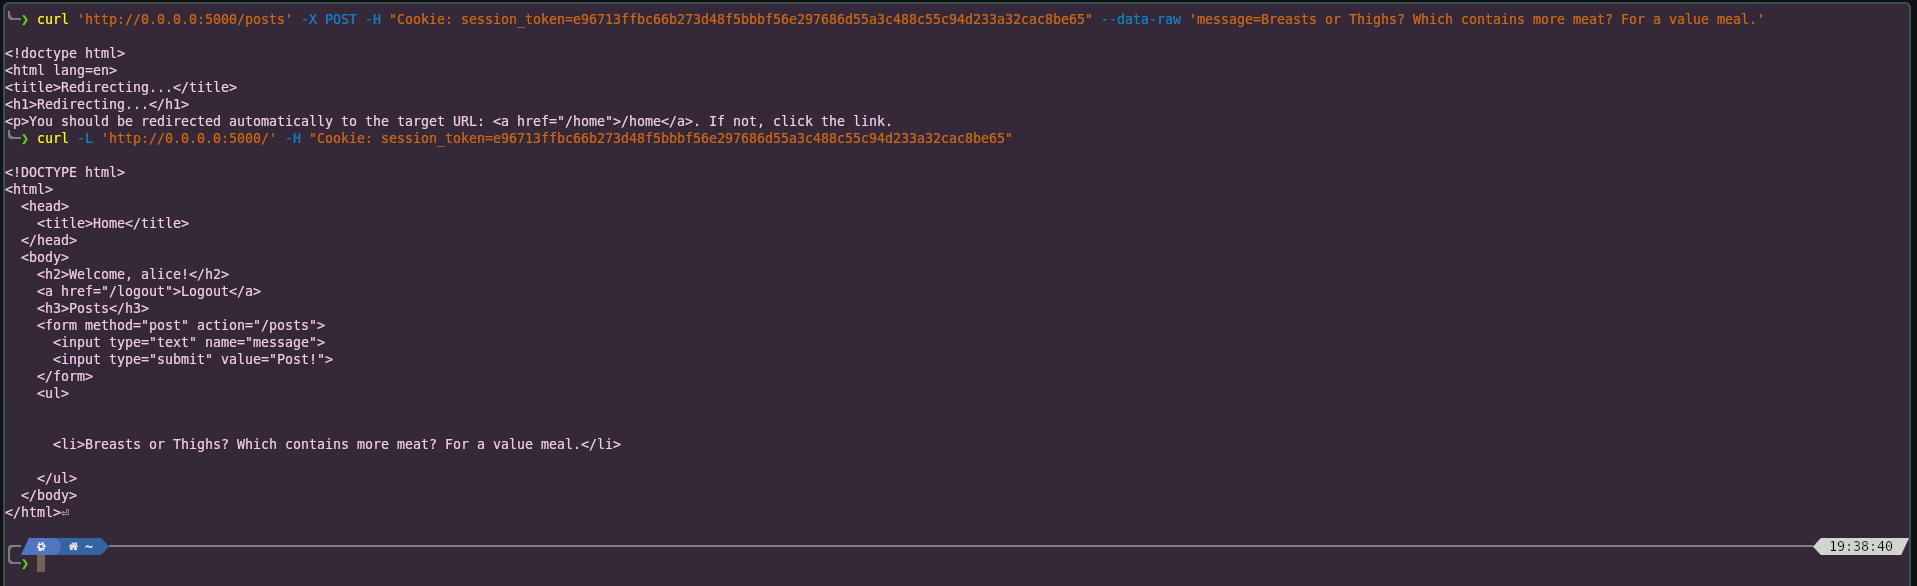 ❯ curl 'http://0.0.0.0:5000/posts' -X POST -H "Cookie: session_token=e96713ffbc66b273d48f5bbbf56e297686d55a3c488c55c94d233a32cac8be65" --data-raw 'message=Breasts or Thighs? Which contains more meat? For a value meal.'
<!doctype html>
<html lang=en>
<title>Redirecting...</title>
<h1>Redirecting...</h1>
<p>You should be redirected automatically to the target URL: <a href="/home">/home</a>. If not, click the link.
❯ curl -L 'http://0.0.0.0:5000/' -H "Cookie: session_token=e96713ffbc66b273d48f5bbbf56e297686d55a3c488c55c94d233a32cac8be65"
<!DOCTYPE html>
<html>
  <head>
    <title>Home</title>
  </head>
  <body>
    <h2>Welcome, alice!</h2>
    <a href="/logout">Logout</a>
    <h3>Posts</h3>
    <form method="post" action="/posts">
      <input type="text" name="message">
      <input type="submit" value="Post!">
    </form>
    <ul>
      <li>Breasts or Thighs? Which contains more meat? For a value meal.</li>
    </ul>
  </body>
</html>⏎
~ 19:38:40
❯